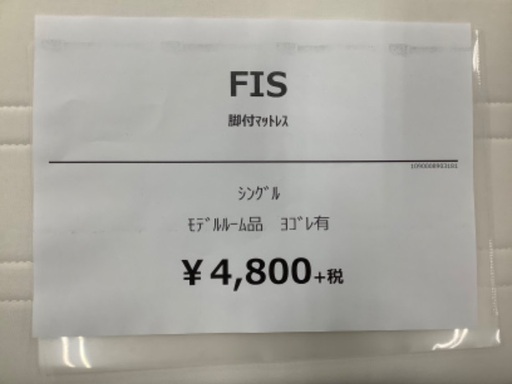 FIS
脚付ﾏｯﾄﾚｽ
ｼﾝｸﾞﾙ
ﾓﾃﾞﾙﾙｰﾑ品　ﾖｺﾞﾚ有
￥4,800+税